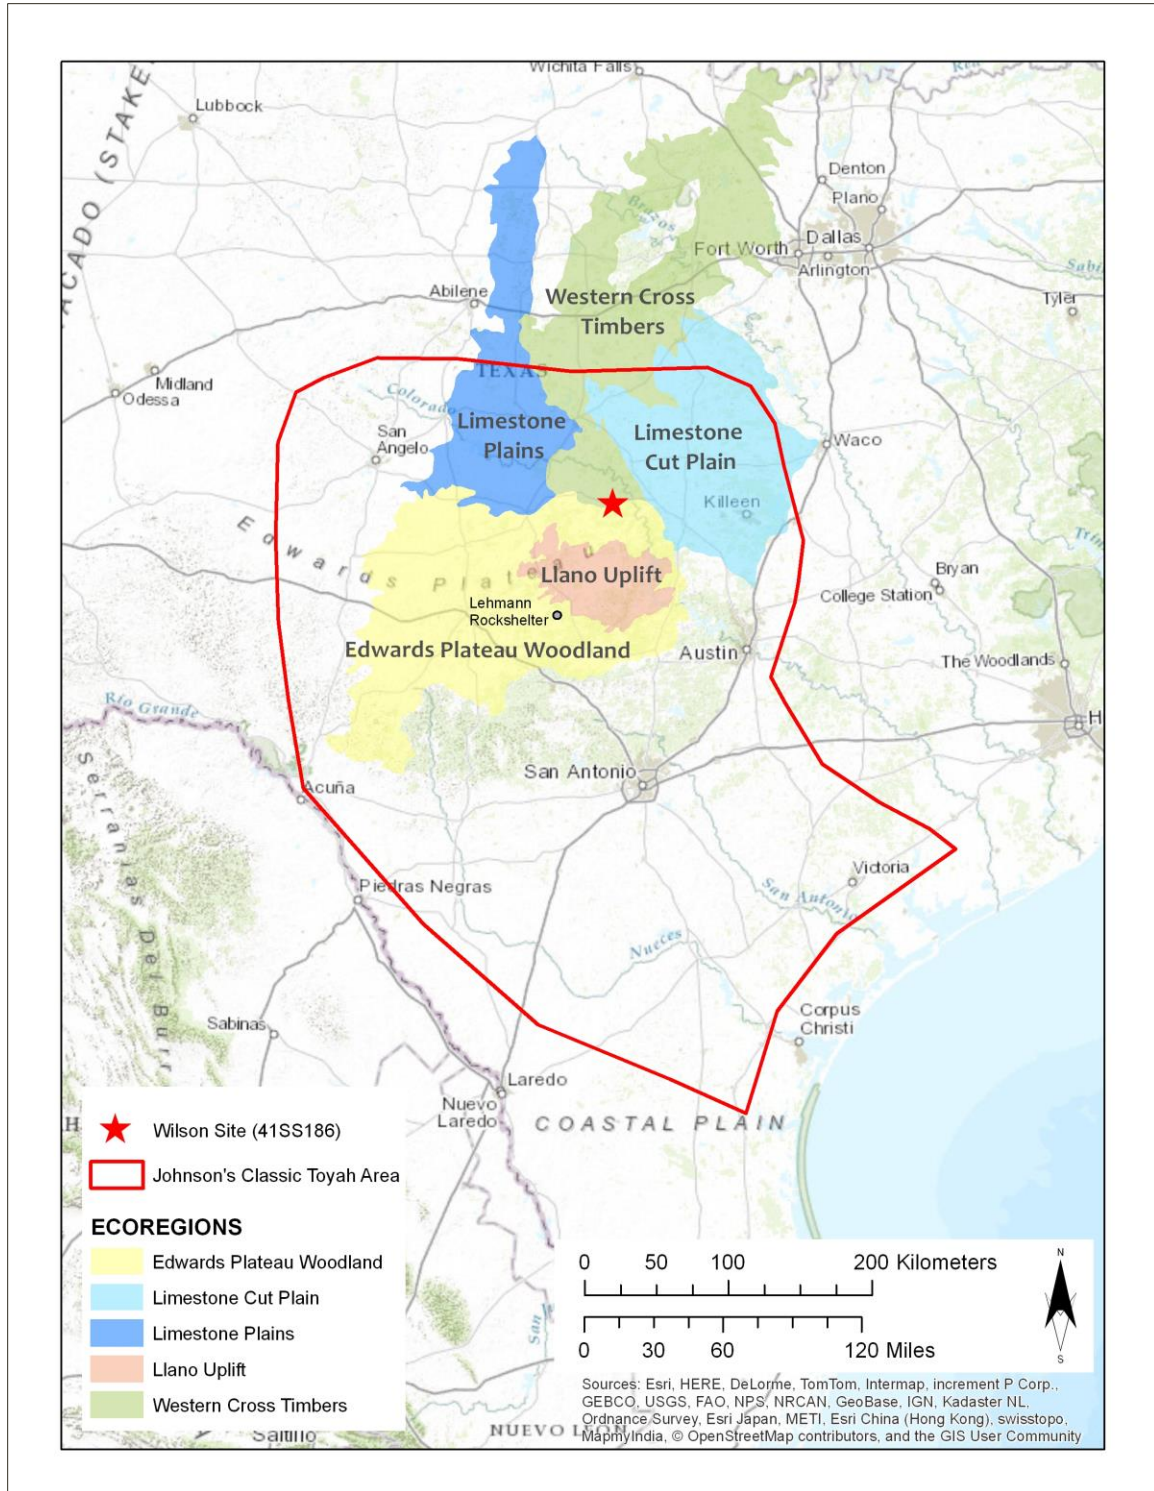 Wichita Falls
Lubbock
ACADO (STAKE
Denton
Plano
Brazos
Fort Worth
Dallas
Arlington
Abilene
Western Cross
Timbers
Tyler
TEXAS
Midland
Odessa
Colorado
San
Angelo
Limestone
Plains
Limestone
Cut Plain
Waco
Killeen
Edwards Plateau
Llano Uplift
Bryan
College Station
Lehmann
Rockshelter
Edwards Plateau Woodland
Austin
The Woodlands
H
Rio Grande
Serranias Del Burr
San Antonio
Acuña
Victoria
Piedras Negras
San Antonio
Nueces
Corpus
Christi
Sabinas
Laredo
Nuevo
Laredo
COASTAL PLAIN
H
Wilson Site (41SS186)
Johnson's Classic Toyah Area
ECOREGIONS
Edwards Plateau Woodland
Limestone Cut Plain
Limestone Plains
Llano Uplift
Western Cross Timbers
Saltillo
0 50 100 200 Kilometers
0 30 60 120 Miles
N
S
Sources: Esri, HERE, DeLorme, TomTom, Intermap, increment P Corp.,
GEBCO, USGS, FAO, NPS, NRCAN, GeoBase, IGN, Kadaster NL,
Ordnance Survey, Esri Japan, METI, Esri China (Hong Kong), swisstopo,
MapmyIndia, © OpenStreetMap contributors, and the GIS User Community